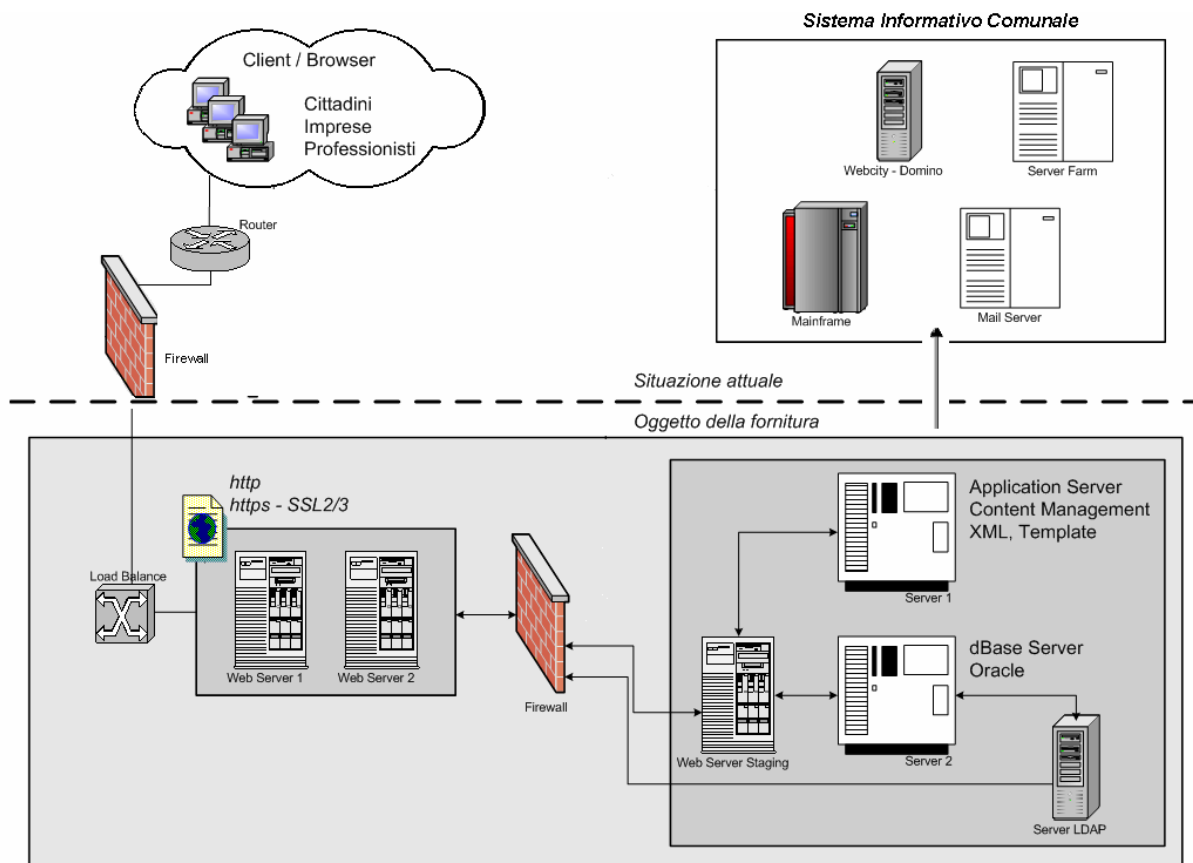 Sistema Informativo Comunale
Client / Browser
Cittadini
Imprese
Professionisti
Webcity - Domino
Server Farm
Router
Mainframe
Mail Server
Firewall
Situazione attuale
Oggetto della fornitura
http
https - SSL2/3
Load Balance
Web Server 1
Web Server 2
Firewall
Application Server
Content Management
XML, Template
Server 1
dBase Server
Oracle
Web Server Staging
Server 2
Server LDAP